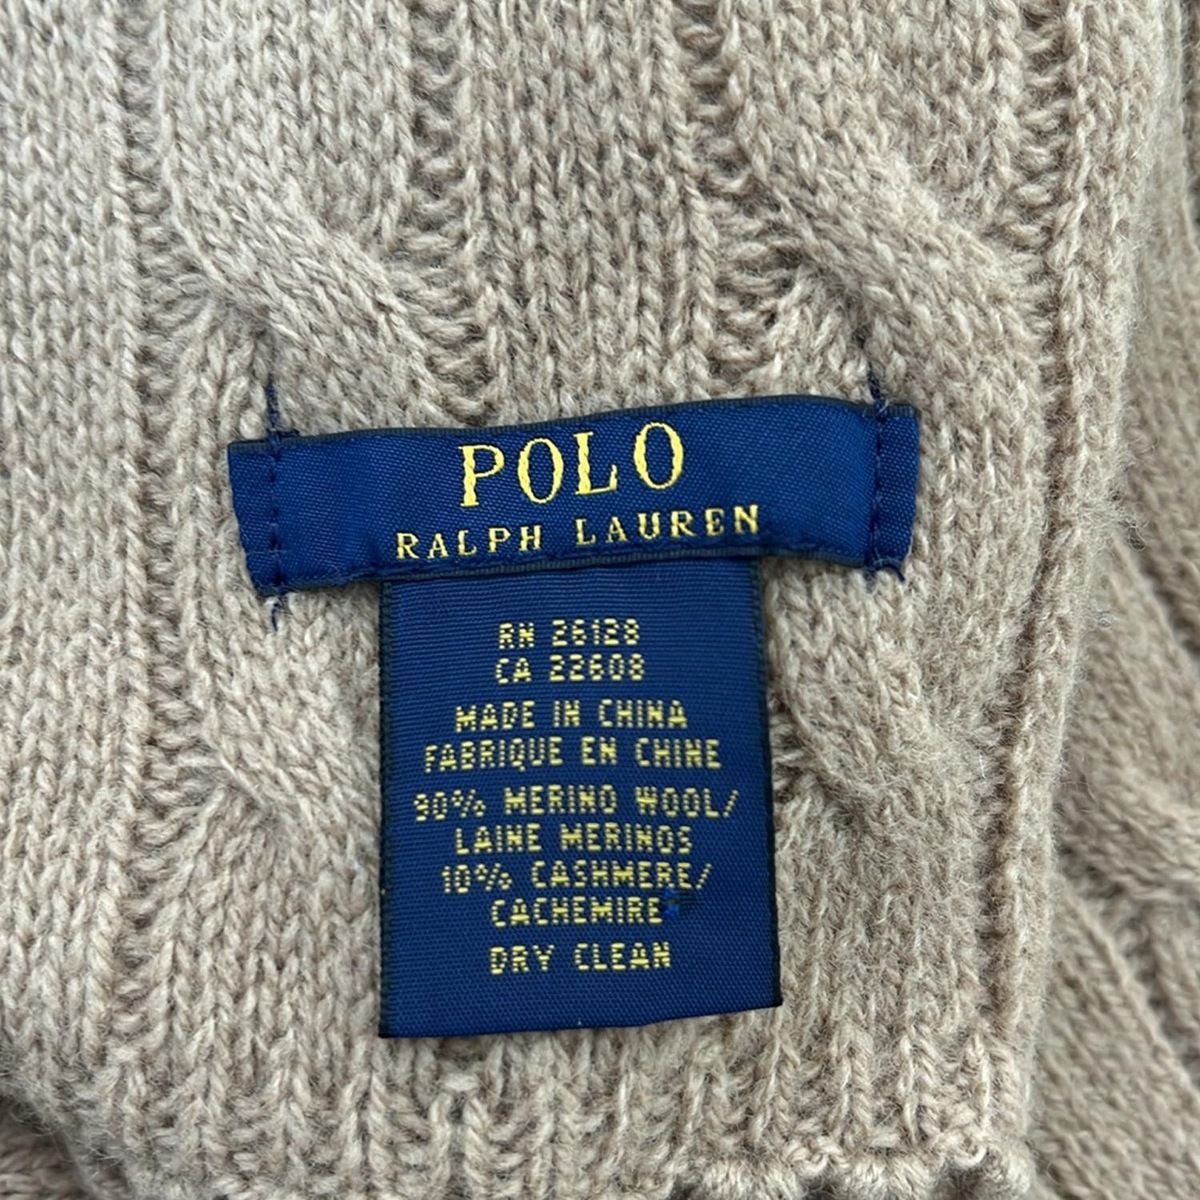 POLO
RALPH LAUREN
RN 26128
CA 22608
MADE IN CHINA
FABRIQUE EN CHINE
90% MERINO WOOL/
LAINE MERINOS
10% CASHMERE/
CACHEMIRE
DRY CLEAN